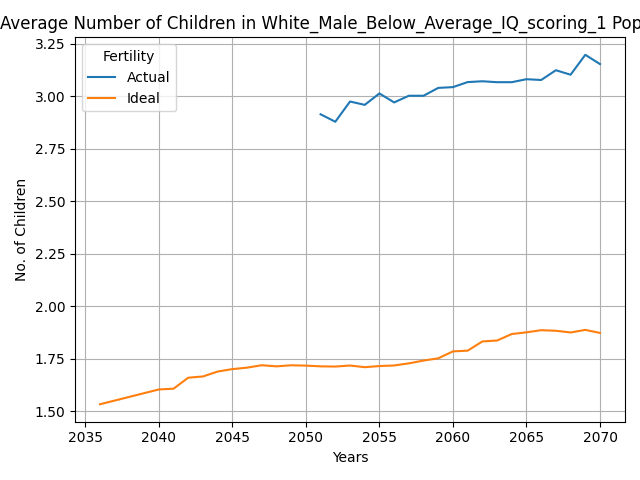 Average Number of Children in White_Male_Below_Average_IQ_scoring_1 Pop
Fertility
Actual
Ideal
3.25
3.00
2.75
2.50
2.25
2.00
1.75
1.50
No. of Children
2035 2040 2045 2050 2055 2060 2065 2070
Years